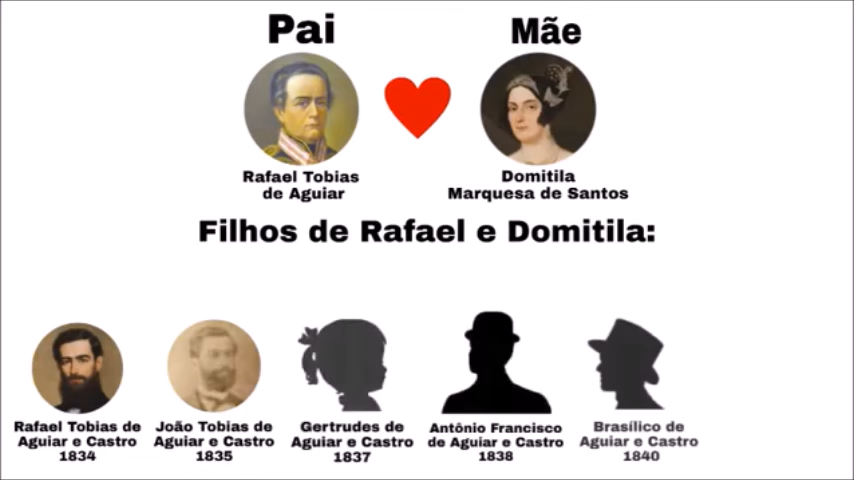 Pai
Mãe
Rafael Tobias
de Aguiar
Domitila
Marquesa de Santos
Filhos de Rafael e Domitila:
Rafael Tobias de
Aguiar e Castro
1834
João Tobias de
Aguiar e Castro
1835
Gertrudes de
Aguiar e Castro
1837
Antônio Francisco
de Aguiar e Castro
1838
Brasílico de
Aguiar e Castro
1840